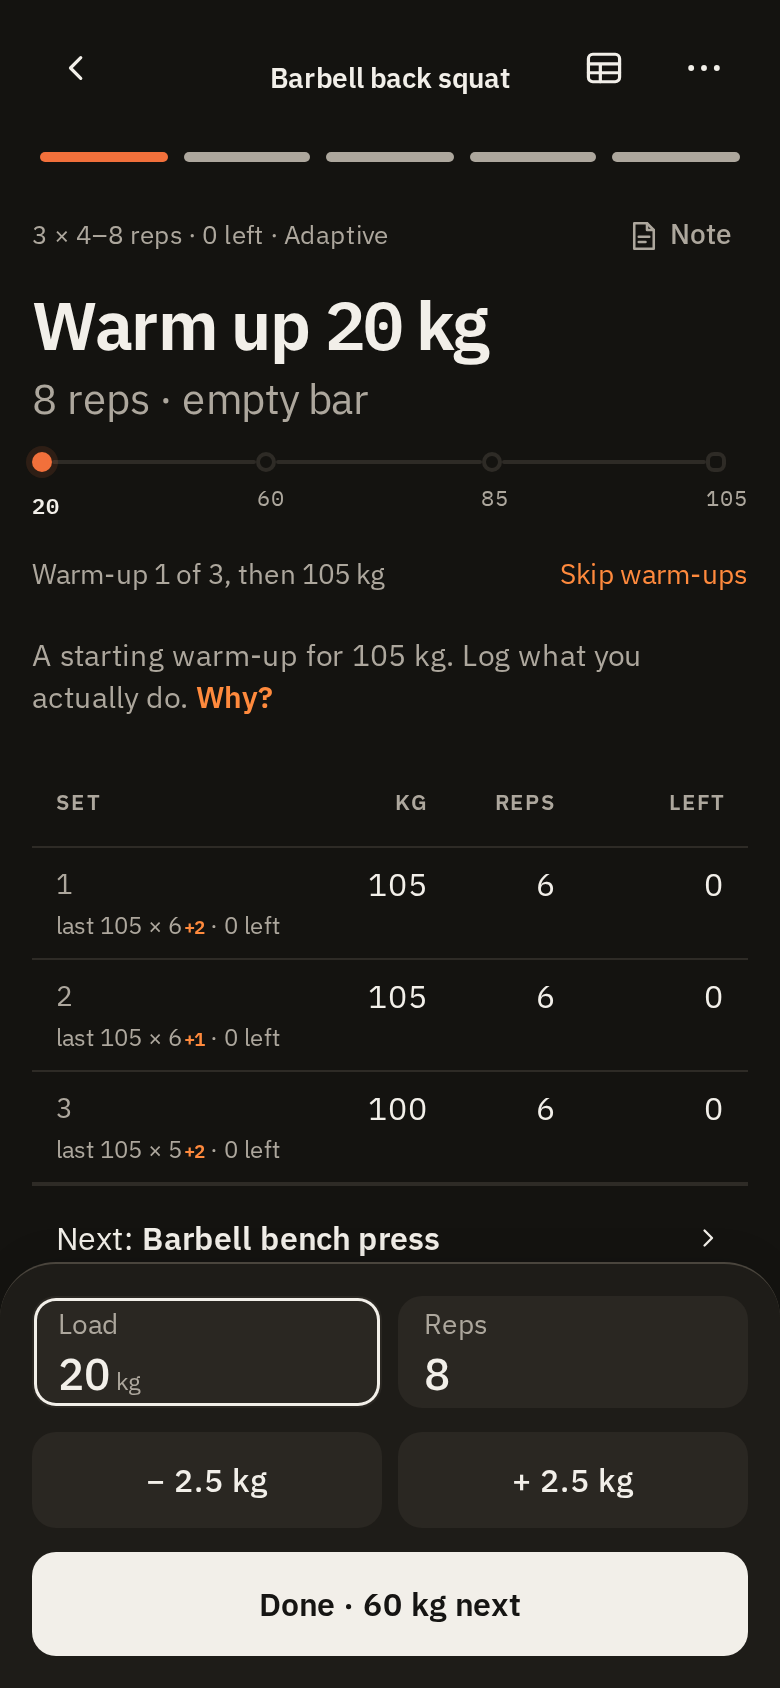 Barbell back squat
3 × 4–8 reps · 0 left · Adaptive
Note
Warm up 20 kg
8 reps · empty bar
20 60 85 105
Warm-up 1 of 3, then 105 kg
Skip warm-ups
A starting warm-up for 105 kg. Log what you
actually do. Why?
SET KG REPS LEFT
1 105 6 0
last 105 × 6 +2 · 0 left
2 105 6 0
last 105 × 6 +1 · 0 left
3 100 6 0
last 105 × 5 +2 · 0 left
Next: Barbell bench press
Load Reps
20 kg 8
− 2.5 kg + 2.5 kg
Done · 60 kg next